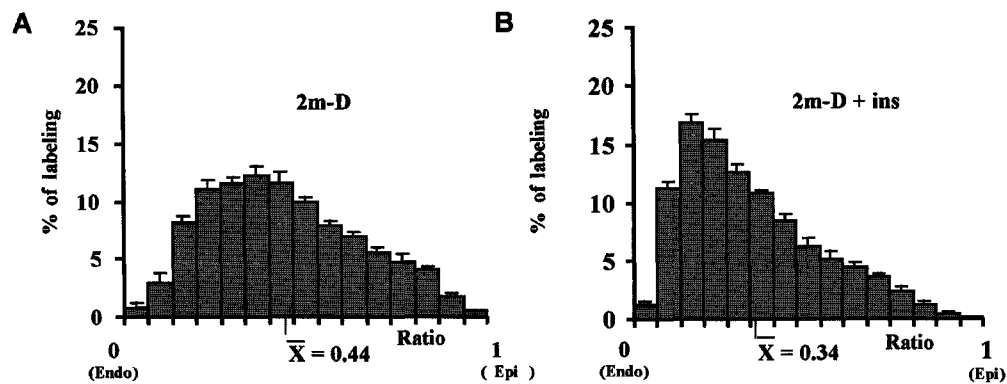 A
% of labeling
25
20
15
10
5
0
2m-D
0
(Endo)
X = 0.44
Ratio
1
( Epi )
B
% of labeling
25
20
15
10
5
0
2m-D + ins
0
(Endo)
X = 0.34
Ratio
1
(Epi)